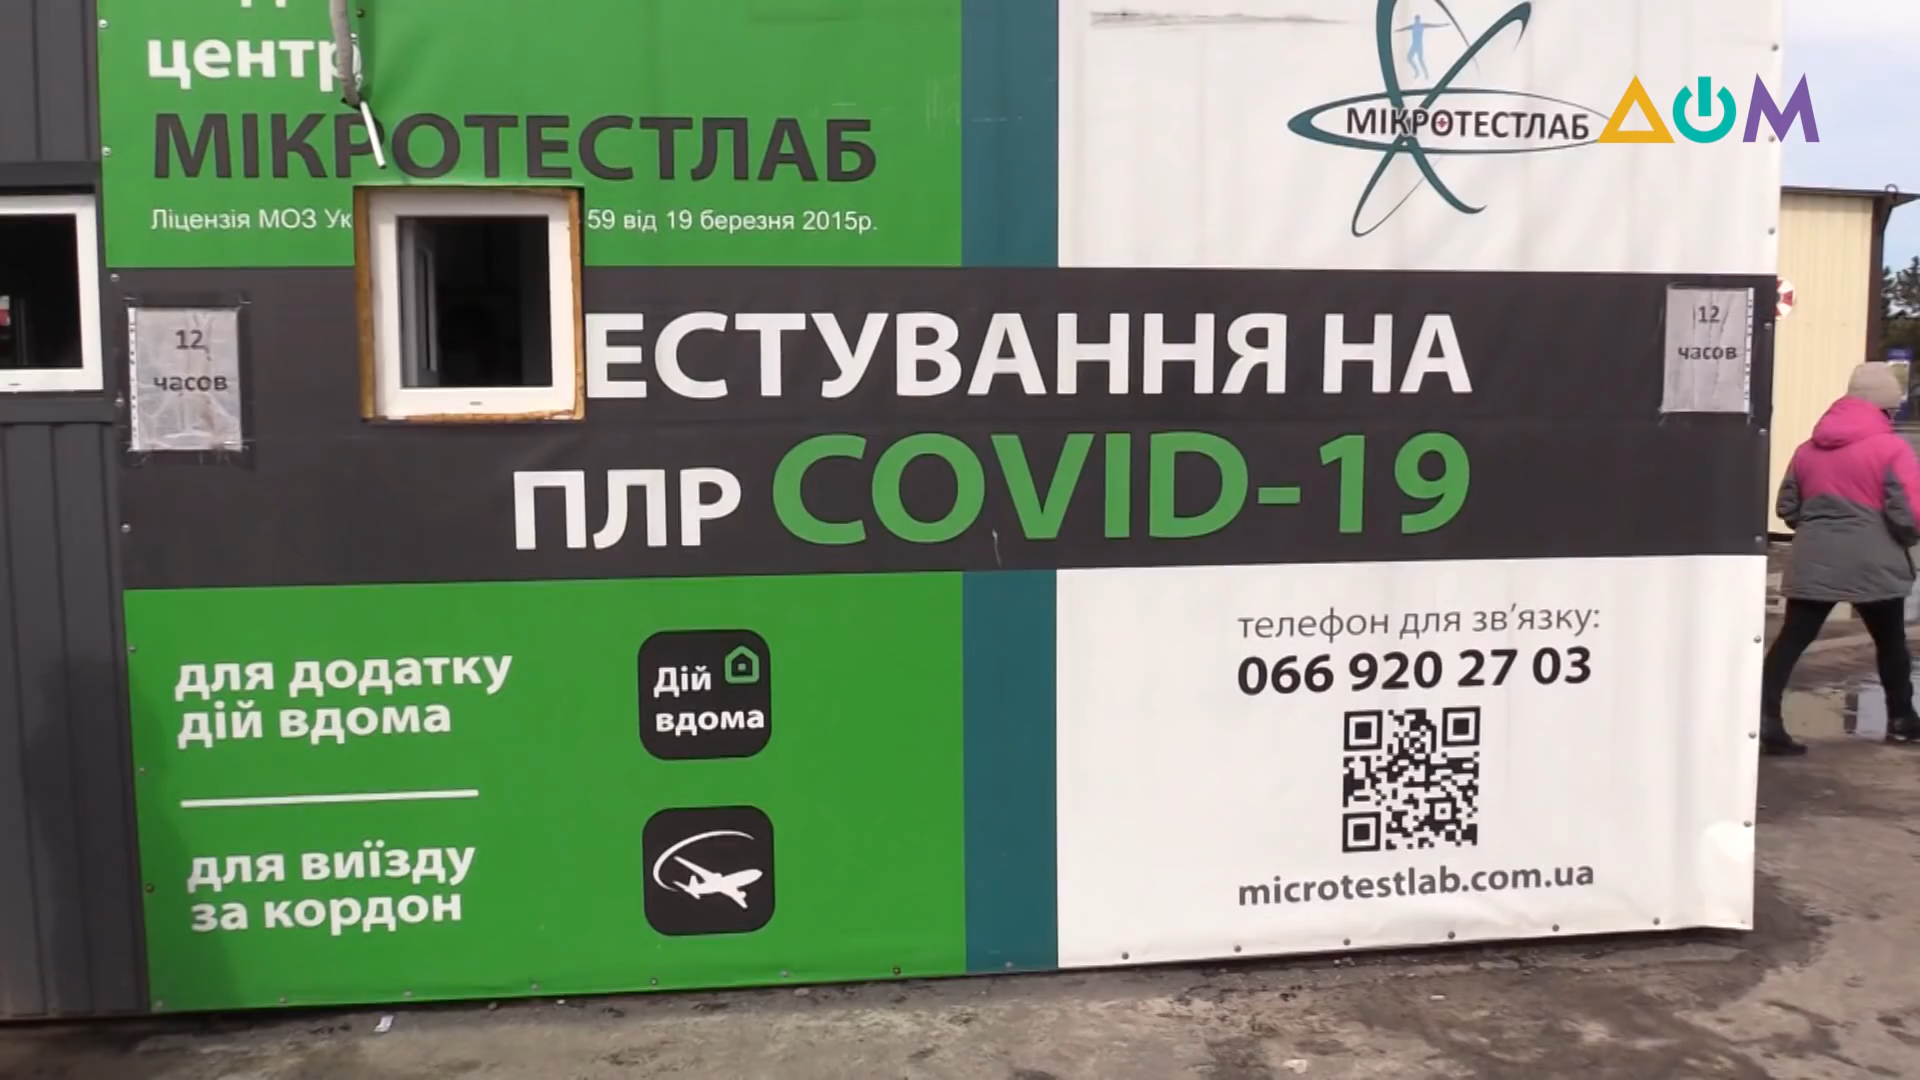 центр
МІКРОТЕСТЛАБ
Ліцензія МОЗ Ук 59 від 19 березня 2015р.
МІКРОТЕСТЛАБ
ДОМ
12
часов
ЕСТУВАННЯ НА
ПЛР COVID-19
12
часов
для додатку
дій вдома
Дій
вдома
для виїзду
за кордон
телефон для зв’язку:
066 920 27 03
microtestlab.com.ua